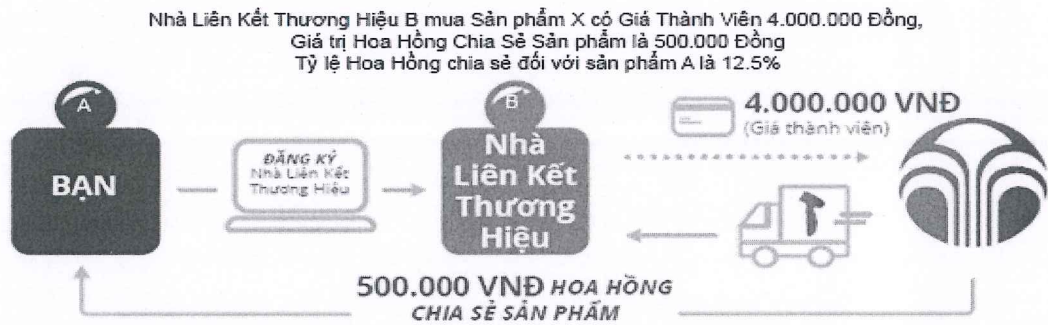 Nhà Liên Kết Thương Hiệu B mua Sản phẩm X có Giá Thành Viên 4.000.000 Đồng,
Giá trị Hoa Hồng Chia Sẻ Sản phẩm là 500.000 Đồng
Tỷ lệ Hoa Hồng chia sẻ đối với sản phẩm A là 12.5%
A
BẠN
ĐĂNG KÝ
Nhà Liên Kết
Thương Hiệu
B
Nhà
Liên Kết
Thương
Hiệu
4.000.000 VNĐ
(Giá thành viên)
500.000 VNĐ HOA HỒNG
CHIA SẺ SẢN PHẨM